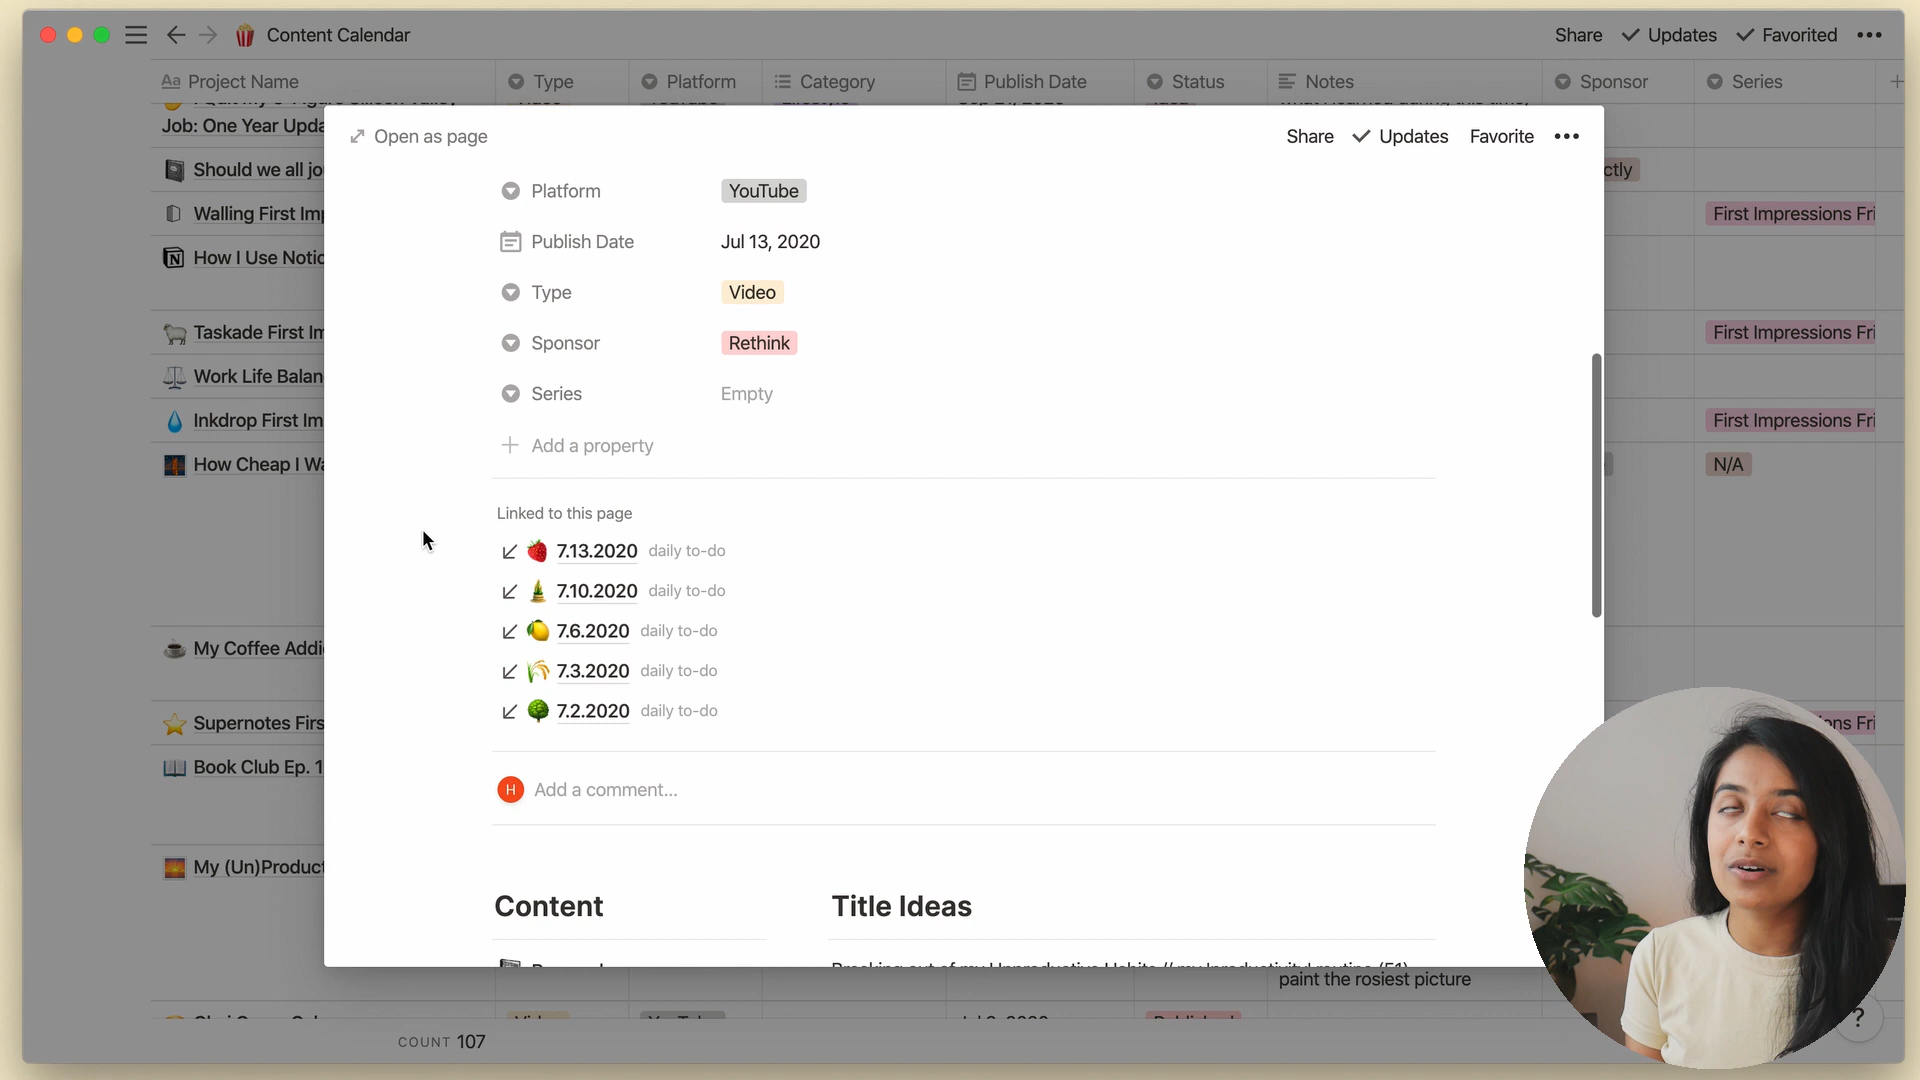 Content Calendar
Share
Updates
Favorited
Aa Project Name
Type
Platform
Category
Publish Date
Status
Notes
Sponsor
Series
Job: One Year Upda
Should we all jo
ctly
Walling First Imp
First Impressions Fri
How I Use Notio
Taskade First Im
First Impressions Fri
Work Life Balan
Inkdrop First Im
First Impressions Fri
How Cheap I Wa
N/A
My Coffee Addi
Supernotes Firs
ons Fri
Book Club Ep. 1
My (Un)Product
paint the rosiest picture
COUNT 107
?
Open as page
Share
Updates
Favorite
Platform YouTube
Publish Date Jul 13, 2020
Type Video
Sponsor Rethink
Series Empty
Add a property
Linked to this page
7.13.2020 daily to-do
7.10.2020 daily to-do
7.6.2020 daily to-do
7.3.2020 daily to-do
7.2.2020 daily to-do
H Add a comment...
Content
Title Ideas